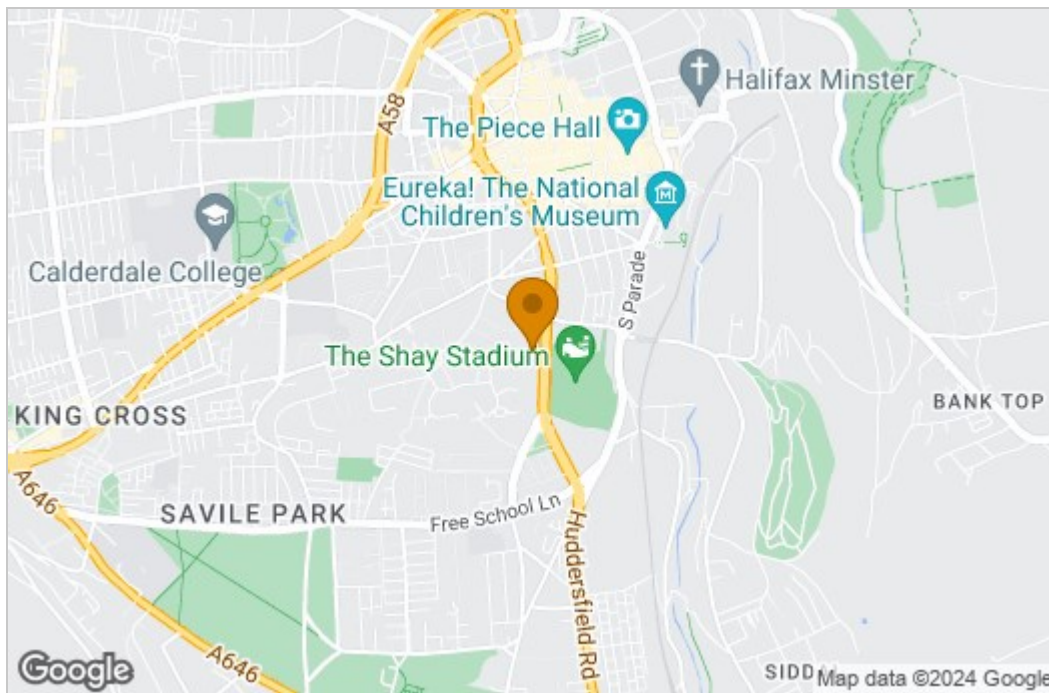 A58
Halifax Minster
The Piece Hall
Eureka! The National
Children's Museum
Calderdale College
S Parade
The Shay Stadium
KING CROSS
BANK TOP
A646
SAVILE PARK
Free School Ln
Huddersfield Rd
A646
SIDD
Google
Map data ©2024 Google